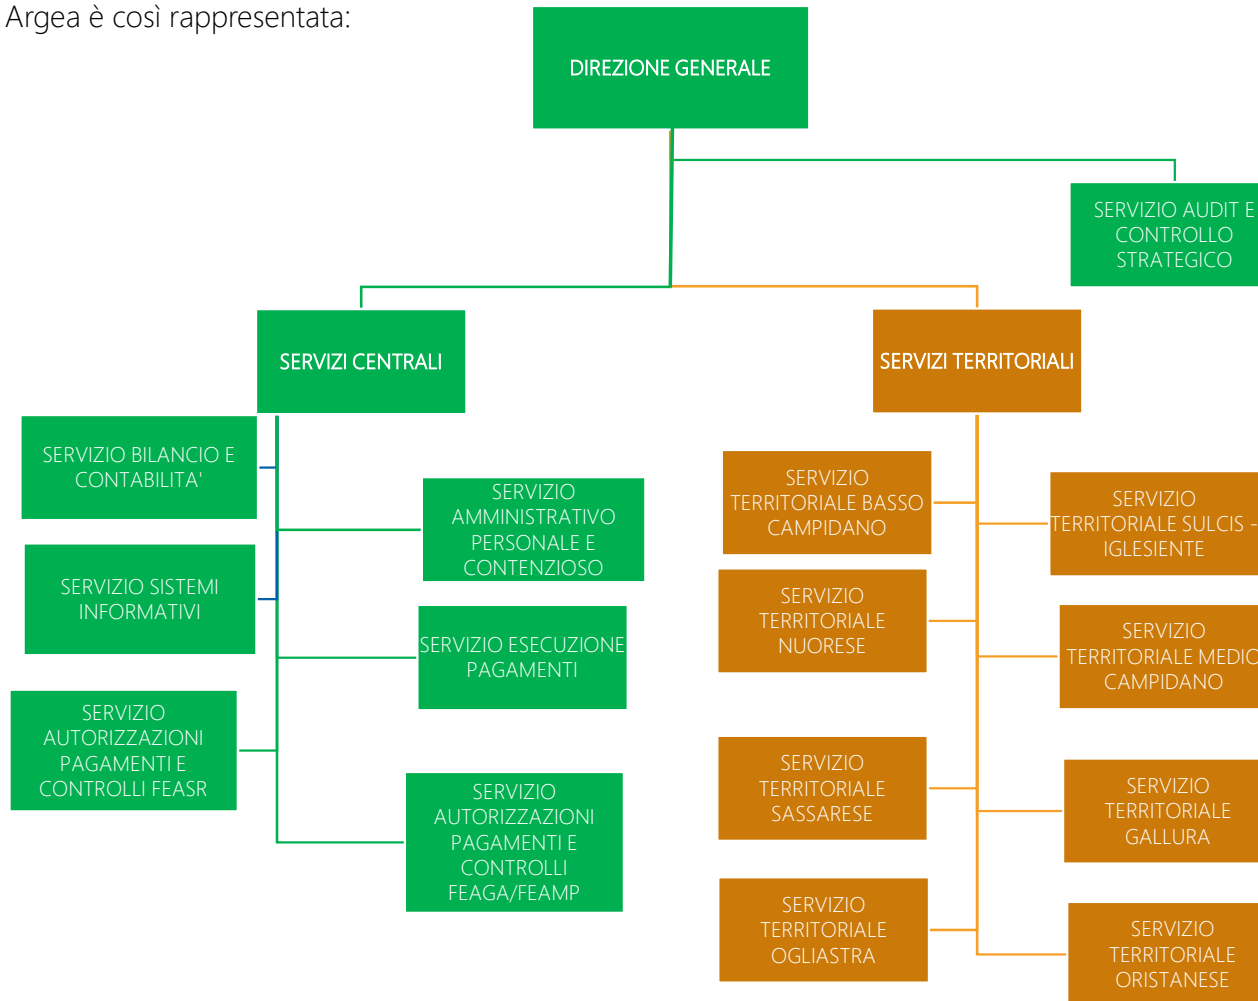 Argea è così rappresentata:
DIREZIONE GENERALE
SERVIZIO AUDIT E
CONTROLLO
STRATEGICO
SERVIZI CENTRALI
SERVIZI TERRITORIALI
SERVIZIO BILANCIO E
CONTABILITA'
SERVIZIO
AMMINISTRATIVO
PERSONALE E
CONTENZIOSO
SERVIZIO SISTEMI
INFORMATIVI
SERVIZIO ESECUZIONE
PAGAMENTI
SERVIZIO
AUTORIZZAZIONI
PAGAMENTI E
CONTROLLI FEASR
SERVIZIO
AUTORIZZAZIONI
PAGAMENTI E
CONTROLLI
FEAGA/FEAMP
SERVIZIO
TERRITORIALE BASSO
CAMPIDANO
SERVIZIO
TERRITORIALE SULCIS -
IGLESIENTE
SERVIZIO
TERRITORIALE
NUORESE
SERVIZIO
TERRITORIALE MEDIO
CAMPIDANO
SERVIZIO
TERRITORIALE
SASSARESE
SERVIZIO
TERRITORIALE
GALLURA
SERVIZIO
TERRITORIALE
OGLIASTRA
SERVIZIO
TERRITORIALE
ORISTANESE